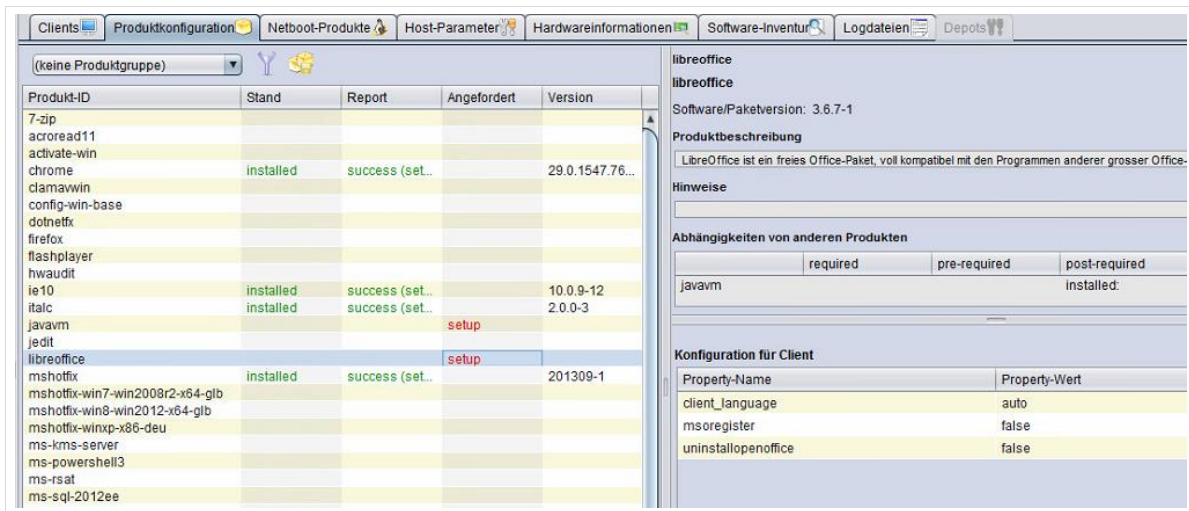 Clients Produktkonfiguration Netboot-Produkte Host-Parameter Hardwareinformationen Software-Inventur Logdateien Depots
(keine Produktgruppe)
Produkt-ID Stand Report Angefordert Version
7-zip
acroread11
activate-win
chrome installed success (set... 29.0.1547.76...
clamavwin
config-win-base
dotnetfx
firefox
flashplayer
hwaudit
ie10 installed success (set... 10.0.9-12
italc installed success (set... 2.0.0-3
javavm setup
jedit
libreoffice setup
mshotfix installed success (set... 201309-1
mshotfix-win7-win2008r2-x64-glb
mshotfix-win8-win2012-x64-glb
mshotfix-winxp-x86-deu
ms-kms-server
ms-powershell3
ms-rsat
ms-sql-2012ee
libreoffice
libreoffice
Software/Paketversion: 3.6.7-1
Produktbeschreibung
LibreOffice ist ein freies Office-Paket, voll kompatibel mit den Programmen anderer grosser Office-
Hinweise
Abhängigkeiten von anderen Produkten
required pre-required post-required
javavm installed:
Konfiguration für Client
Property-Name Property-Wert
client_language auto
msoregister false
uninstallopenoffice false